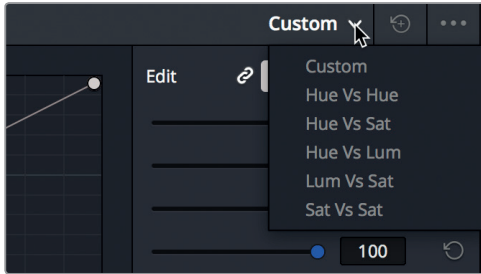 Custom
Edit
Custom
Hue Vs Hue
Hue Vs Sat
Hue Vs Lum
Lum Vs Sat
Sat Vs Sat
100